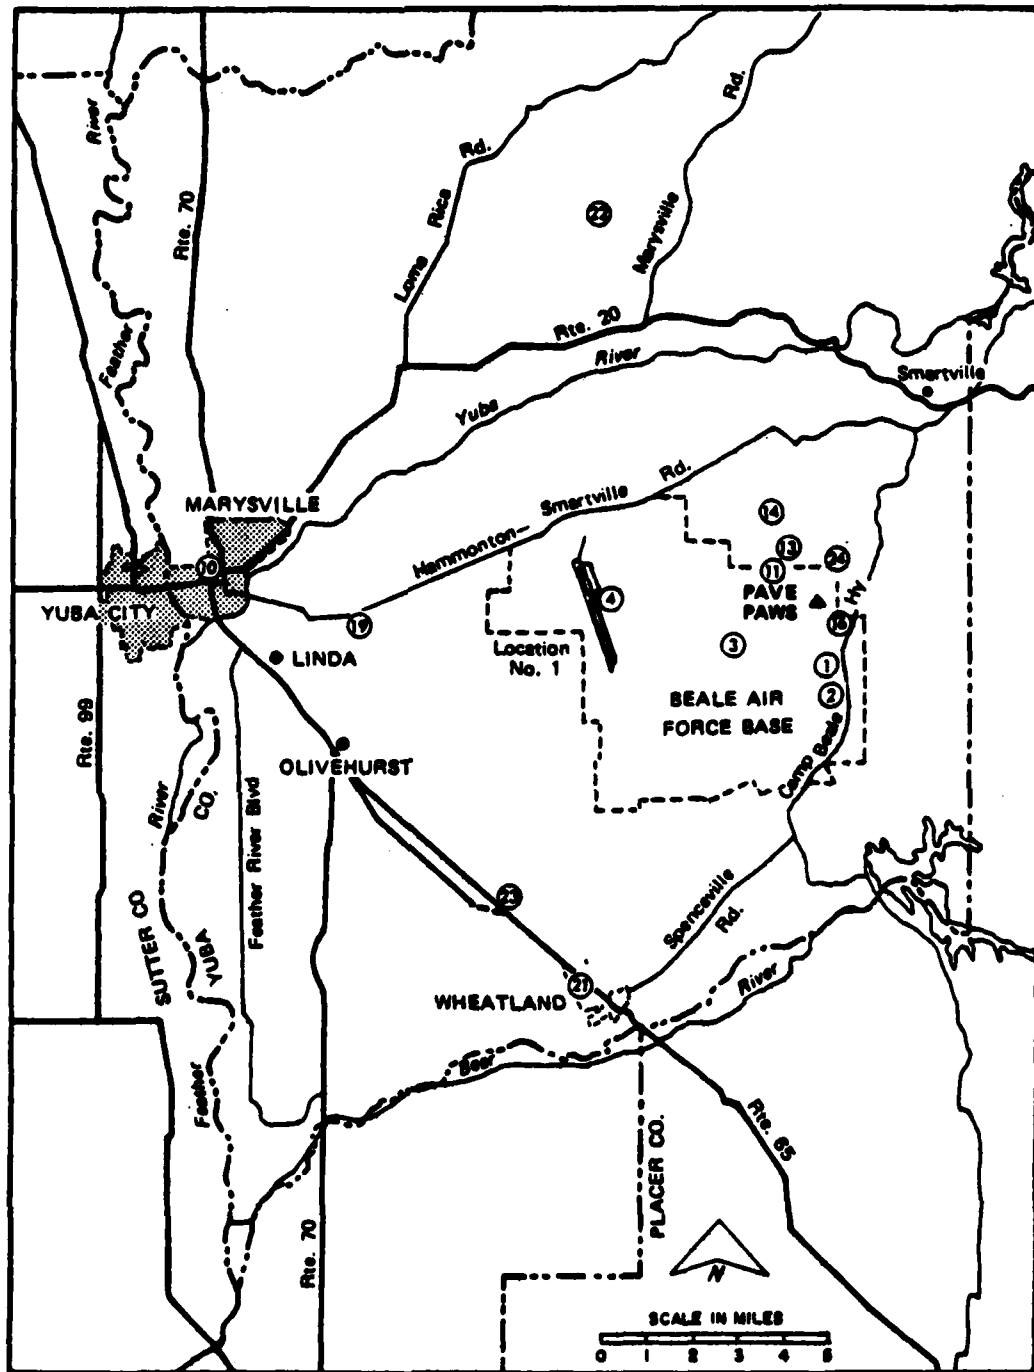 River
Rte. 70
Feather
Loma Rica Rd.
Marysville Rd.
22
Rte. 20
River
Yuba
Smartville
MARYSVILLE
Hammonton-Smartville Rd.
14
13
24
11
PAVE
PAWS
10
YUBA CITY
19
4
Location
No. 1
3
16
1
2
LINDA
BEALE AIR
FORCE BASE
Camp Beale Hy
Rte. 99
OLIVEHURST
River
CO.
Feather River Blvd
SUTTER CO
YUBA
Feather
23
Spenceville
Rd.
21
WHEATLAND
River
Bear
Rte. 65
PLACER CO.
Rte. 70
N
SCALE IN MILES
0 1 2 3 4 5